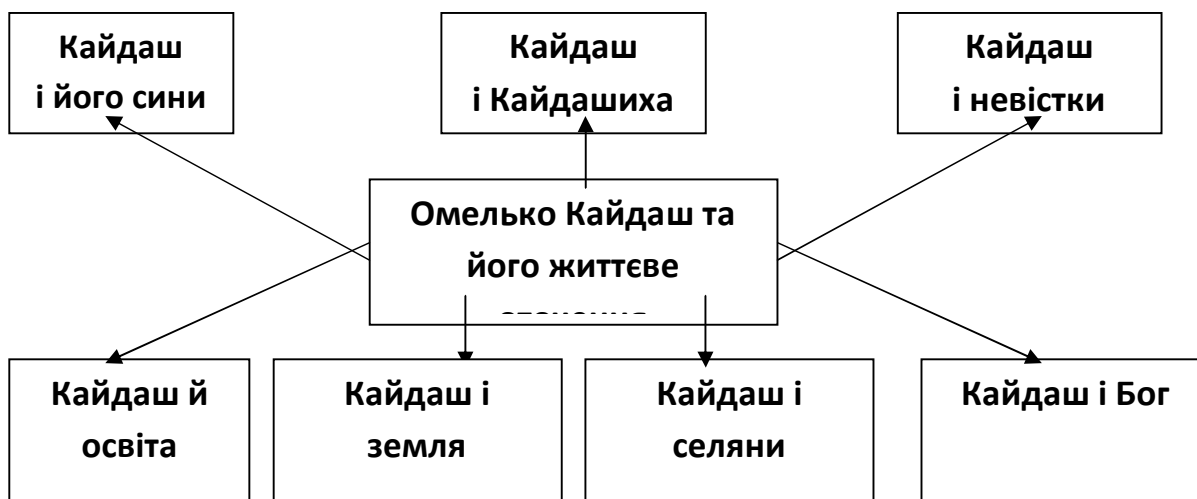 Кайдаш
і його сини
Кайдаш
і Кайдашиха
Кайдаш
і невістки
Омелько Кайдаш та
його життєве
Кайдаш й
освіта
Кайдаш і
земля
Кайдаш і
селяни
Кайдаш і Бог